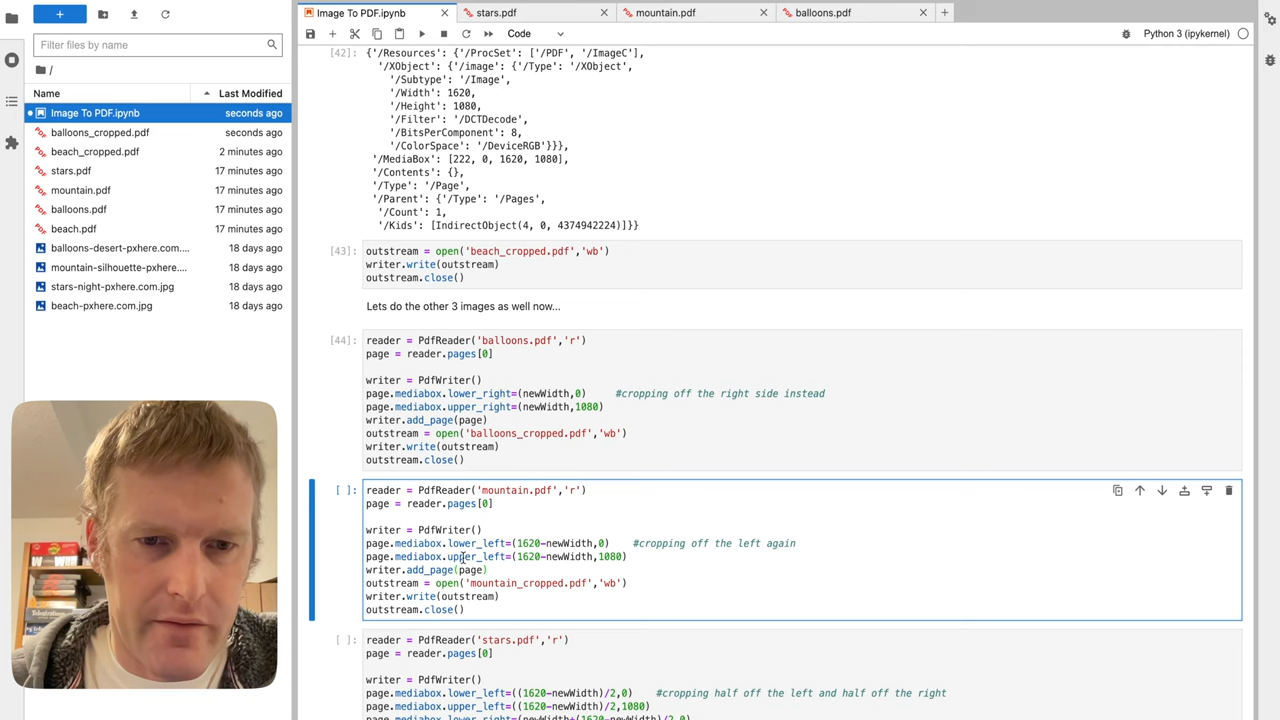 Image To PDF.ipynb
stars.pdf
mountain.pdf
balloons.pdf
Filter files by name
Code
Python 3 (ipykernel)
/
Name
Last Modified
Image To PDF.ipynb seconds ago
balloons_cropped.pdf seconds ago
beach_cropped.pdf 2 minutes ago
stars.pdf 17 minutes ago
mountain.pdf 17 minutes ago
balloons.pdf 17 minutes ago
beach.pdf 17 minutes ago
balloons-desert-pxhere.com.... 18 days ago
mountain-silhouette-pxhere.... 18 days ago
stars-night-pxhere.com.jpg 18 days ago
beach-pxhere.com.jpg 18 days ago
[42]: {'/Resources': {'/ProcSet': ['/PDF', '/ImageC'],
'/XObject': {'/image': {'/Type': '/XObject',
'/Subtype': '/Image',
'/Width': 1620,
'/Height': 1080,
'/Filter': '/DCTDecode',
'/BitsPerComponent': 8,
'/ColorSpace': '/DeviceRGB'}}},
'/MediaBox': [222, 0, 1620, 1080],
'/Contents': {},
'/Type': '/Page',
'/Parent': {'/Type': '/Pages',
'/Count': 1,
'/Kids': [IndirectObject(4, 0, 4374942224)]}}
[43]: outstream = open('beach_cropped.pdf','wb')
writer.write(outstream)
outstream.close()
Lets do the other 3 images as well now...
[44]: reader = PdfReader('balloons.pdf','r')
page = reader.pages[0]
writer = PdfWriter()
page.mediabox.lower_right=(newWidth,0) #cropping off the right side instead
page.mediabox.upper_right=(newWidth,1080)
writer.add_page(page)
outstream = open('balloons_cropped.pdf','wb')
writer.write(outstream)
outstream.close()
[ ]: reader = PdfReader('mountain.pdf','r')
page = reader.pages[0]
writer = PdfWriter()
page.mediabox.lower_left=(1620-newWidth,0) #cropping off the left again
page.mediabox.upper_left=(1620-newWidth,1080)
writer.add_page(page)
outstream = open('mountain_cropped.pdf','wb')
writer.write(outstream)
outstream.close()
[ ]: reader = PdfReader('stars.pdf','r')
page = reader.pages[0]
writer = PdfWriter()
page.mediabox.lower_left=((1620-newWidth)/2,0) #cropping half off the left and half off the right
page.mediabox.upper_left=((1620-newWidth)/2,1080)
page.mediabox.lower_right=(newWidth+(1620-newWidth)/2,0)